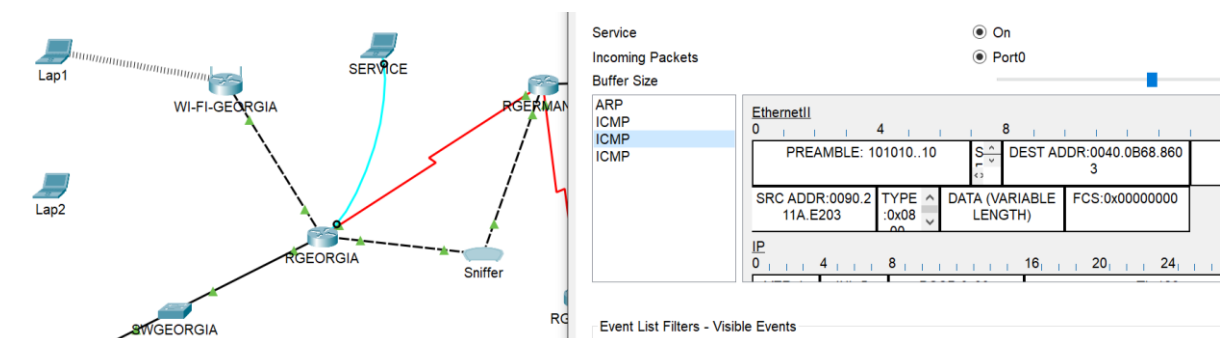 Lap1
WI-FI-GEORGIA
SERVICE
RGERMAN
Lap2
RGEORGIA
Sniffer
SWGEORGIA
RG
Service
On
Incoming Packets
Port0
Buffer Size
ARP
ICMP
ICMP
ICMP
EthernetII
0 4 8
PREAMBLE: 101010..10
DEST ADDR:0040.0B68.860
3
SRC ADDR:0090.2
11A.E203
TYPE
:0x08
00
DATA (VARIABLE
LENGTH)
FCS:0x00000000
IP
0 4 8 16 20 24
Event List Filters - Visible Events